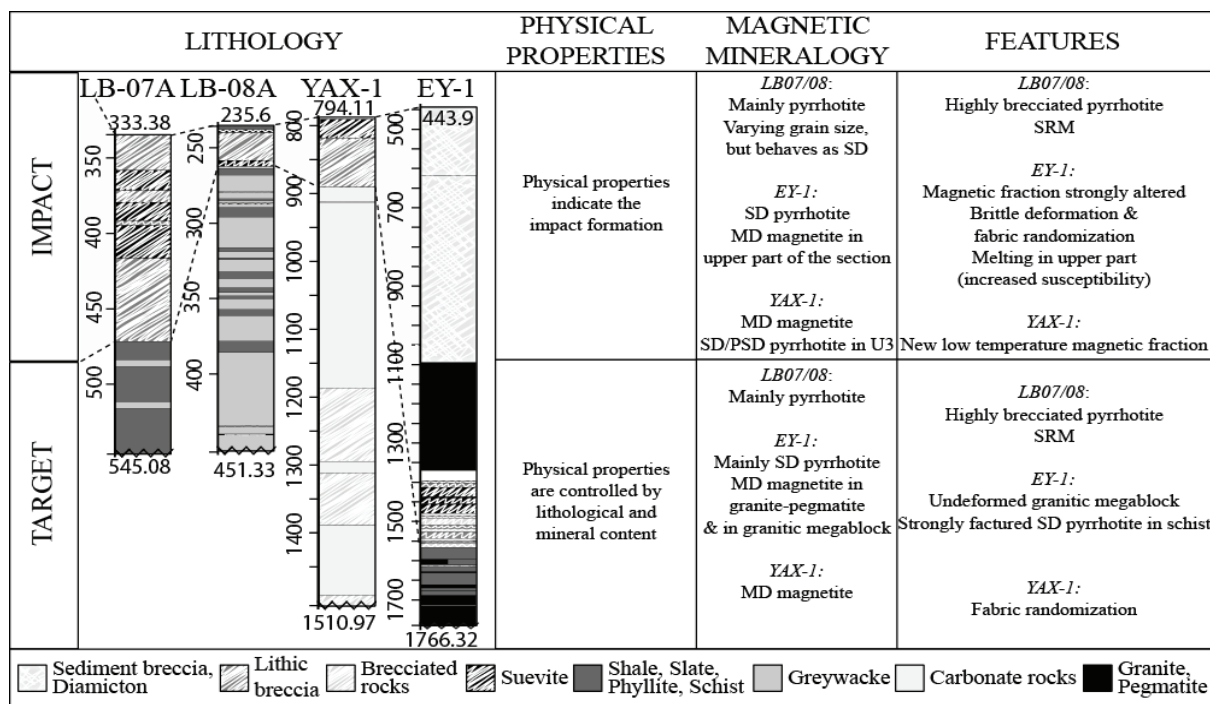 LITHOLOGY
PHYSICAL
PROPERTIES
MAGNETIC
MINERALOGY
FEATURES
IMPACT
TARGET
LB-07A
333.38
350
400
450
500
545.08
LB-08A
235.6
250
300
350
400
451.33
YAX-1
794.11
800
900
1000
1100
1200
1300
1400
1510.97
EY-1
443.9
500
700
900
1100
1300
1500
1700
1766.32
Physical properties
indicate the
impact formation
LB07/08:
Mainly pyrrhotite
Varying grain size,
but behaves as SD
EY-1:
SD pyrrhotite
MD magnetite in
upper part of the section
YAX-1:
MD magnetite
SD/PSD pyrrhotite in U3
LB07/08:
Highly brecciated pyrrhotite
SRM
EY-1:
Magnetic fraction strongly altered
Brittle deformation &
fabric randomization
Melting in upper part
(increased susceptibility)
YAX-1:
New low temperature magnetic fraction
Physical properties
are controlled by
lithological and
mineral content
LB07/08:
Mainly pyrrhotite
EY-1:
Mainly SD pyrrhotite
MD magnetite in
granite-pegmatite
& in granitic megablock
YAX-1:
MD magnetite
LB07/08:
Highly brecciated pyrrhotite
SRM
EY-1:
Undeformed granitic megablock
Strongly factured SD pyrrhotite in schist
YAX-1:
Fabric randomization
Sediment breccia,
Diamicton
Lithic
breccia
Brecciated
rocks
Suevite
Shale, Slate,
Phyllite, Schist
Greywacke
Carbonate rocks
Granite,
Pegmatite